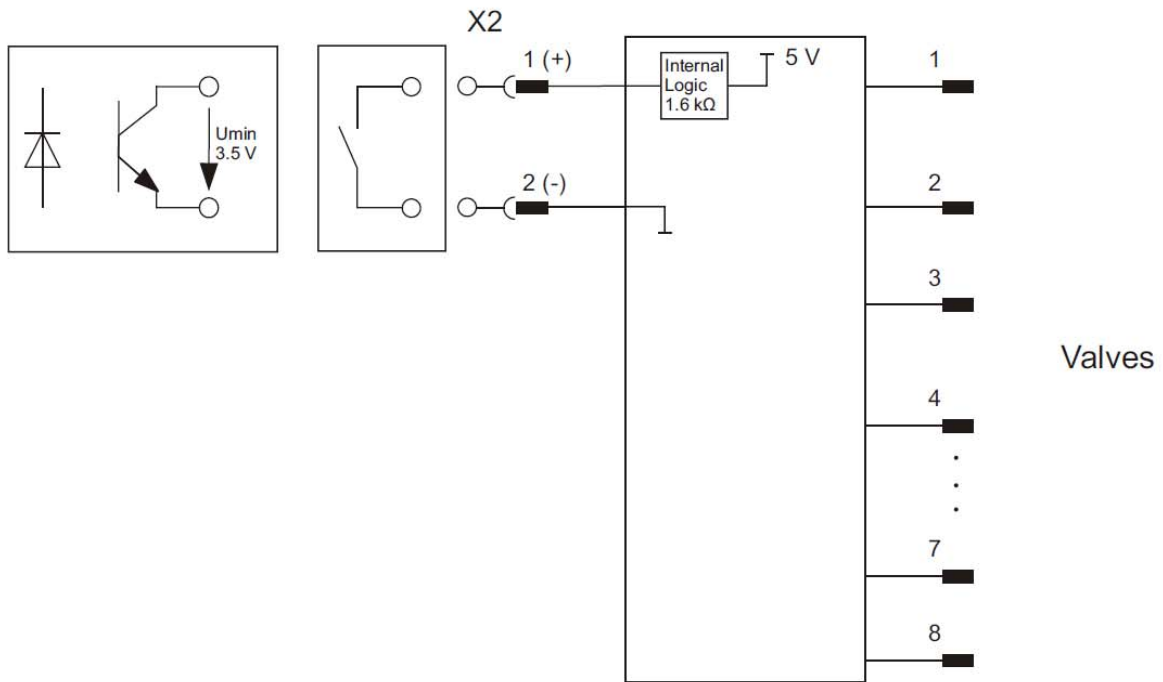 X2
Umin
3.5 V
1 (+)
2 (-)
Internal
Logic
1.6 kΩ
5 V
1
2
3
4
7
8
Valves